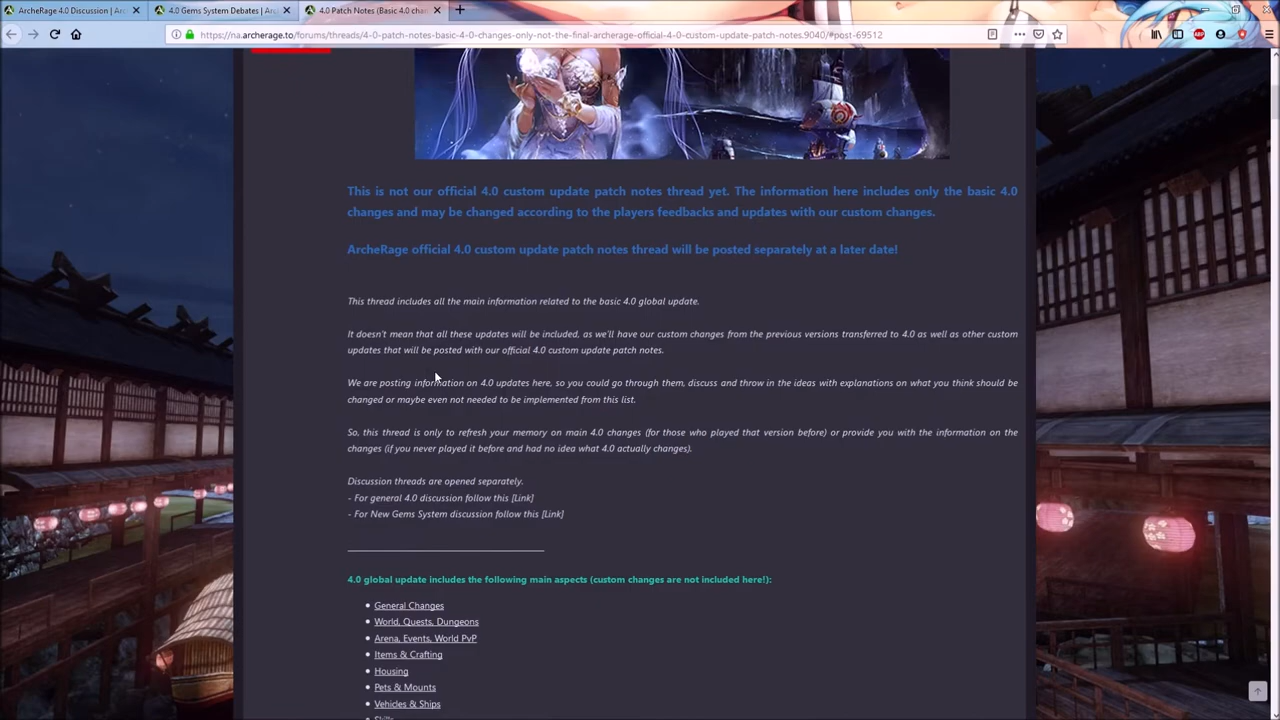 ArcheRage 4.0 Discussion | Arc
4.0 Gems System Debates | Arc
4.0 Patch Notes (Basic 4.0 chan
https://na.archerage.to/forums/threads/4-0-patch-notes-basic-4-0-changes-only-not-the-final-archerage-official-4-0-custom-update-patch-notes.9040/#post-69512
ABP
This is not our official 4.0 custom update patch notes thread yet. The information here includes only the basic 4.0
changes and may be changed according to the players feedbacks and updates with our custom changes.
ArcheRage official 4.0 custom update patch notes thread will be posted separately at a later date!
This thread includes all the main information related to the basic 4.0 global update.
It doesn't mean that all these updates will be included, as we'll have our custom changes from the previous versions transferred to 4.0 as well as other custom
updates that will be posted with our official 4.0 custom update patch notes.
We are posting information on 4.0 updates here, so you could go through them, discuss and throw in the ideas with explanations on what you think should be
changed or maybe even not needed to be implemented from this list.
So, this thread is only to refresh your memory on main 4.0 changes (for those who played that version before) or provide you with the information on the
changes (if you never played it before and had no idea what 4.0 actually changes).
Discussion threads are opened separately.
- For general 4.0 discussion follow this [Link]
- For New Gems System discussion follow this [Link]
4.0 global update includes the following main aspects (custom changes are not included here!):
• General Changes
• World, Quests, Dungeons
• Arena, Events, World PvP
• Items & Crafting
• Housing
• Pets & Mounts
• Vehicles & Ships
• Skills